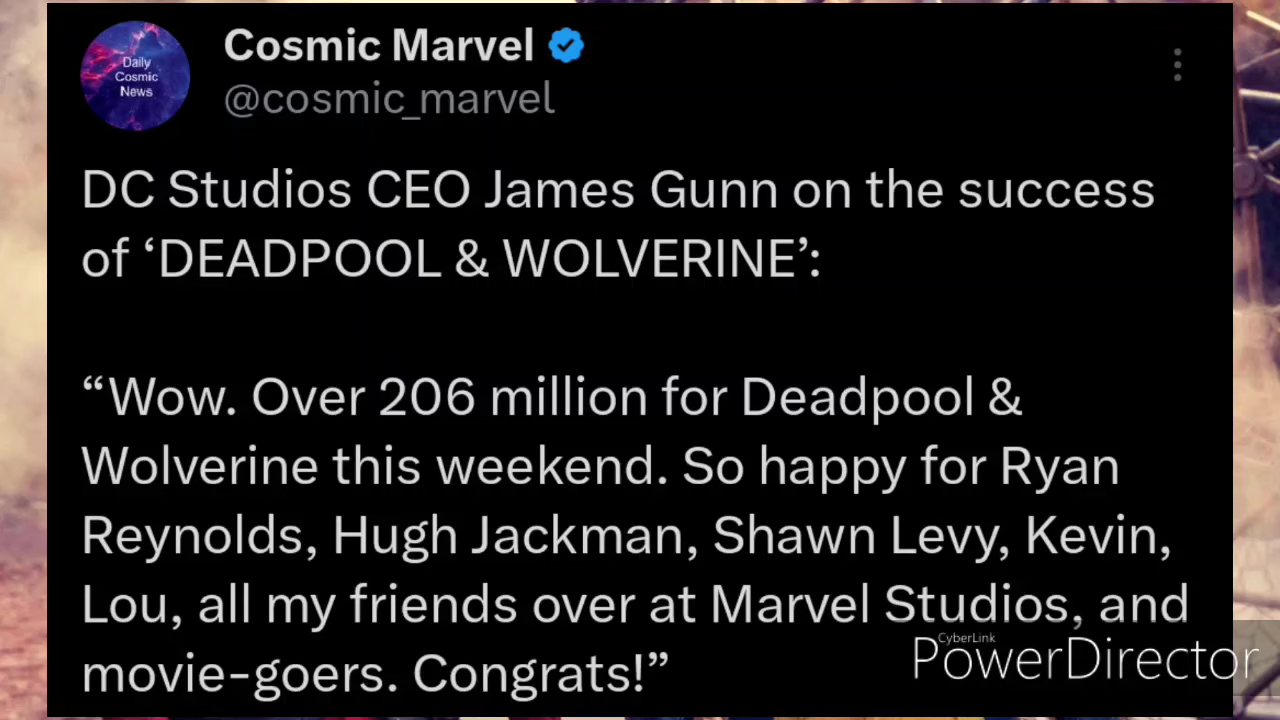 Daily
Cosmic
News
Cosmic Marvel
@cosmic_marvel
DC Studios CEO James Gunn on the success
of ‘DEADPOOL & WOLVERINE’:
“Wow. Over 206 million for Deadpool &
Wolverine this weekend. So happy for Ryan
Reynolds, Hugh Jackman, Shawn Levy, Kevin,
Lou, all my friends over at Marvel Studios, and
movie-goers. Congrats!”
CyberLink
PowerDirector